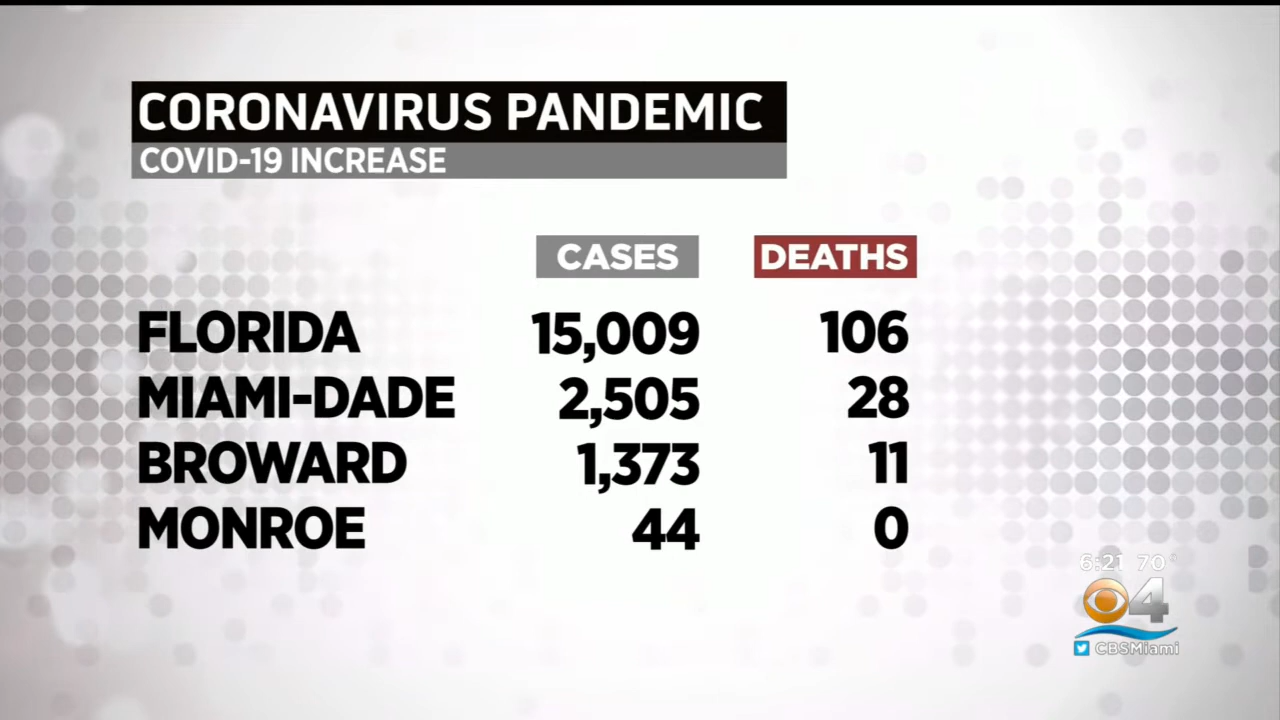 CORONAVIRUS PANDEMIC
COVID-19 INCREASE
CASES DEATHS
FLORIDA 15,009 106
MIAMI-DADE 2,505 28
BROWARD 1,373 11
MONROE 44 0
6:21 70°
4
CBSMiami